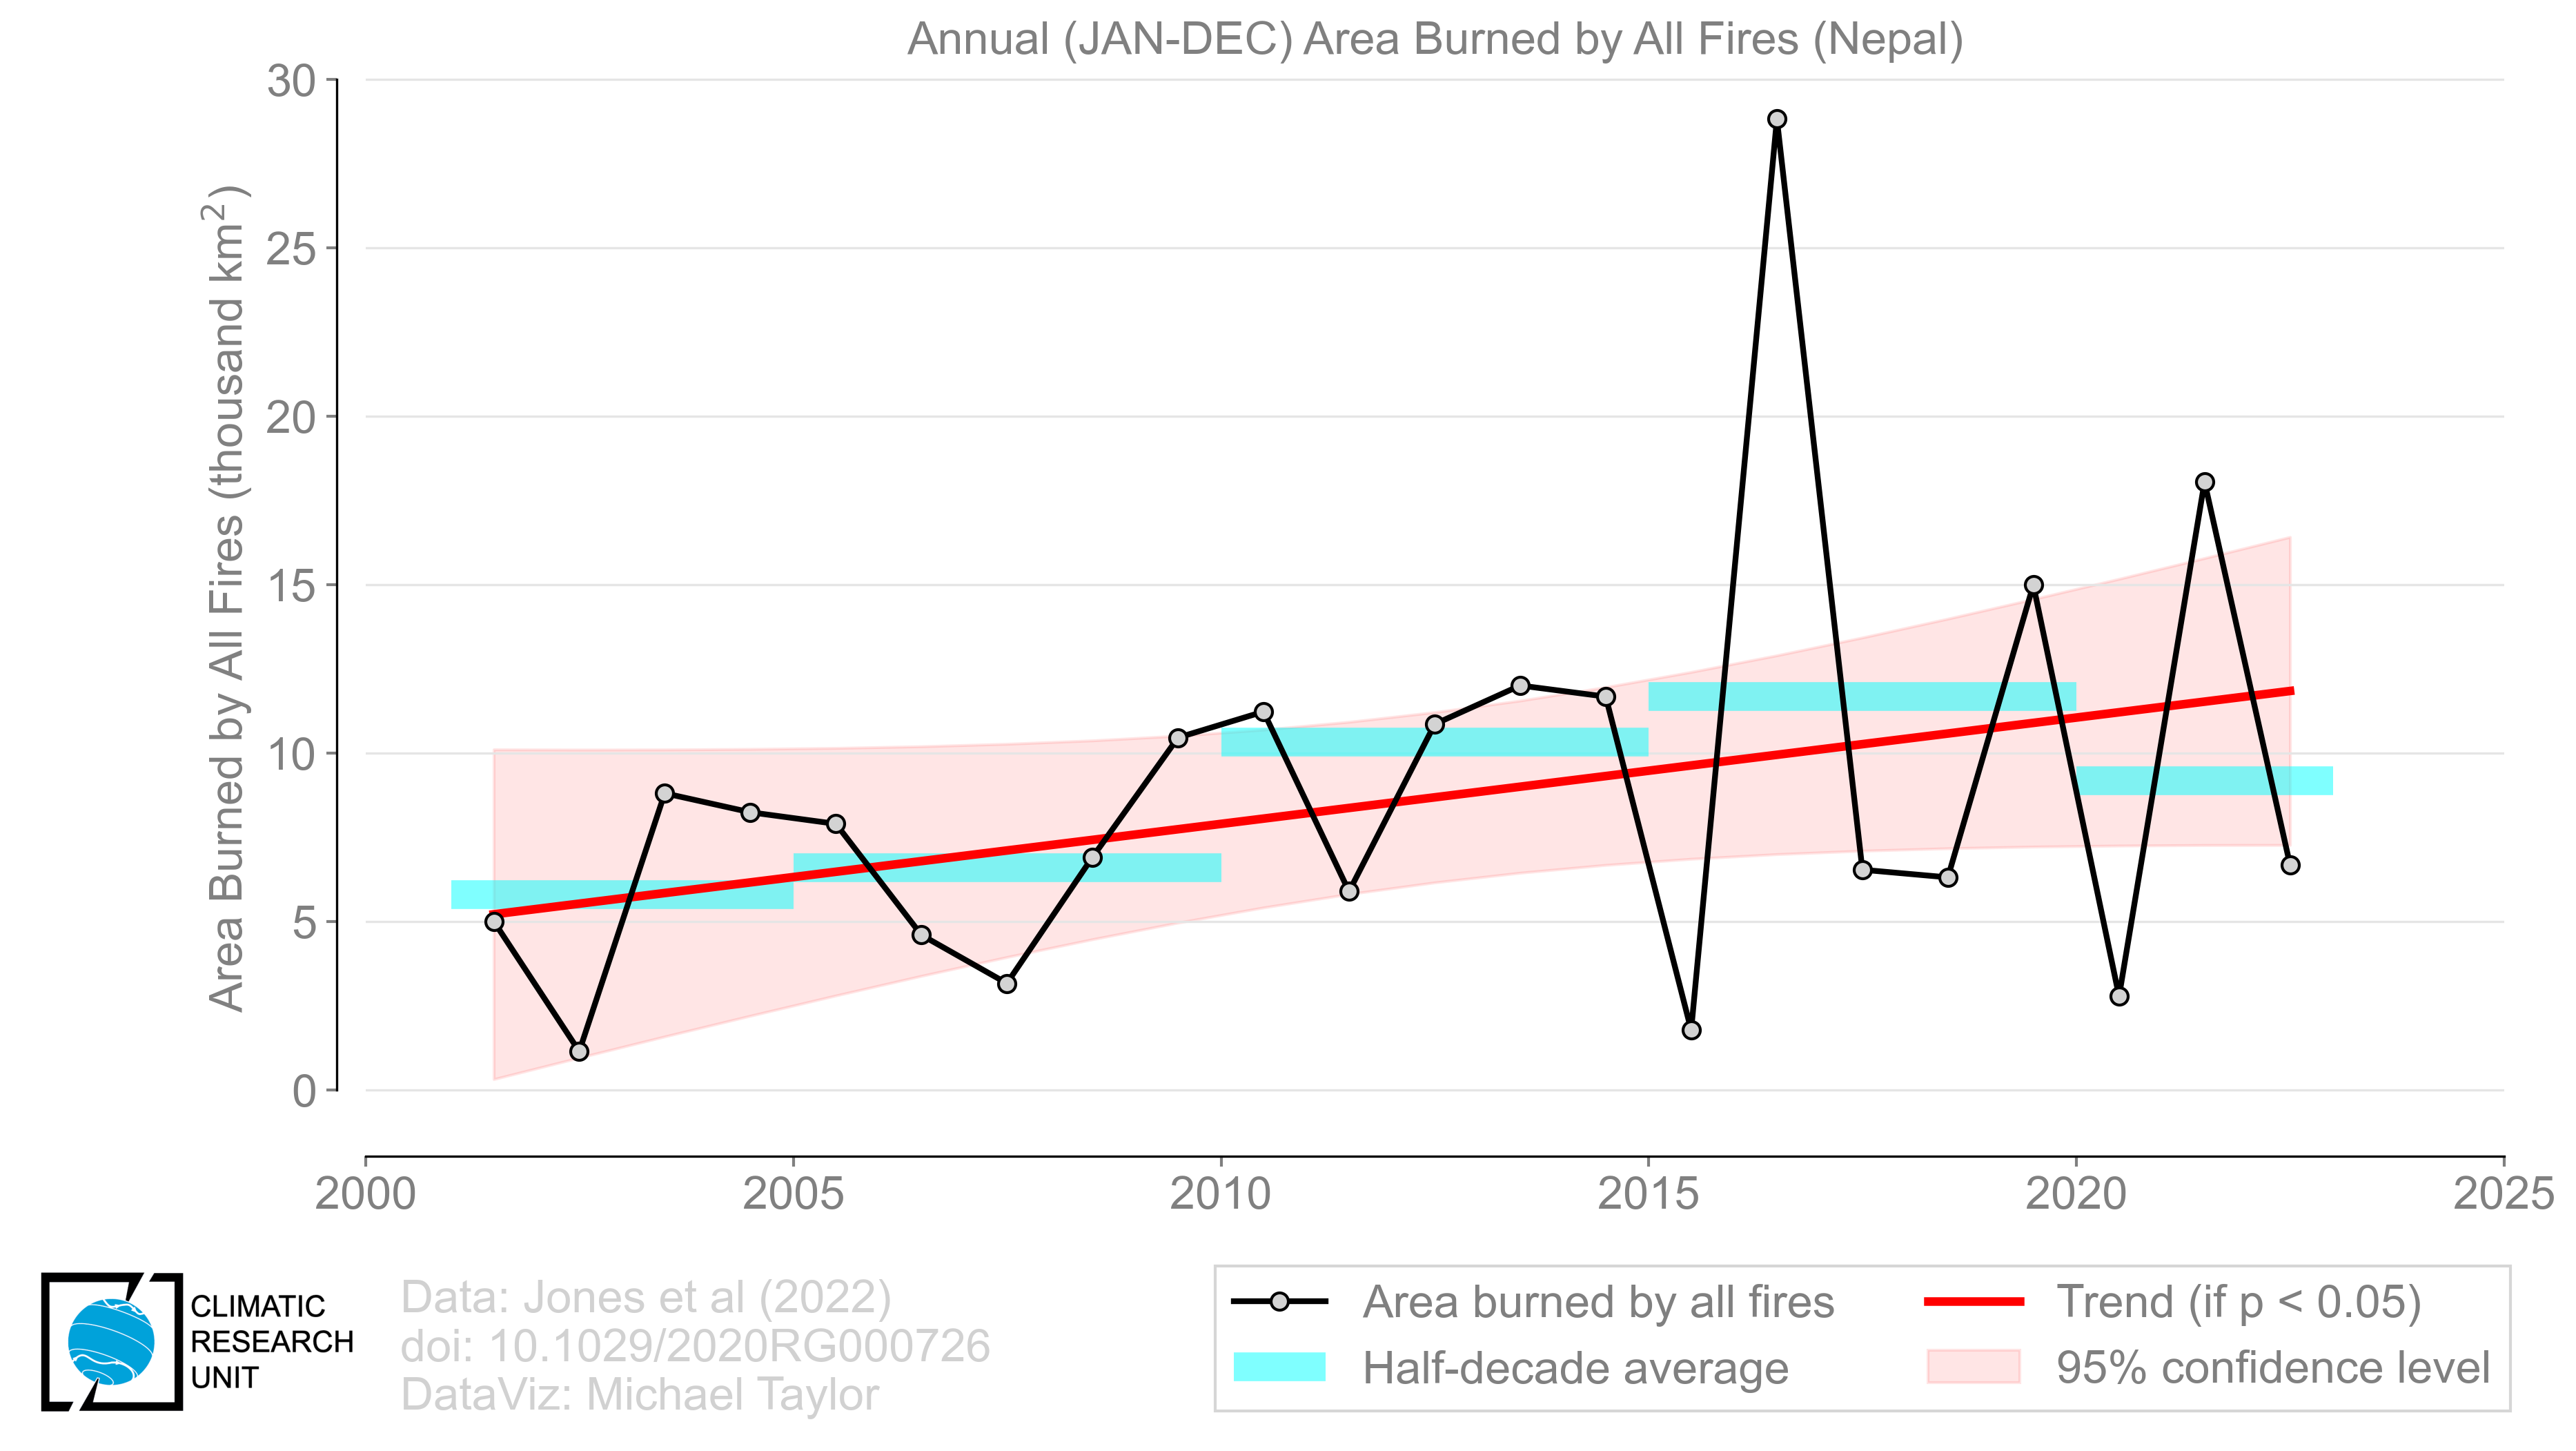 Annual (JAN-DEC) Area Burned by All Fires (Nepal)
Area Burned by All Fires (thousand km²)
30
25
20
15
10
5
0
2000 2005 2010 2015 2020 2025
CLIMATIC
RESEARCH
UNIT
Data: Jones et al (2022)
doi: 10.1029/2020RG000726
DataViz: Michael Taylor
Area burned by all fires
Half-decade average
Trend (if p < 0.05)
95% confidence level